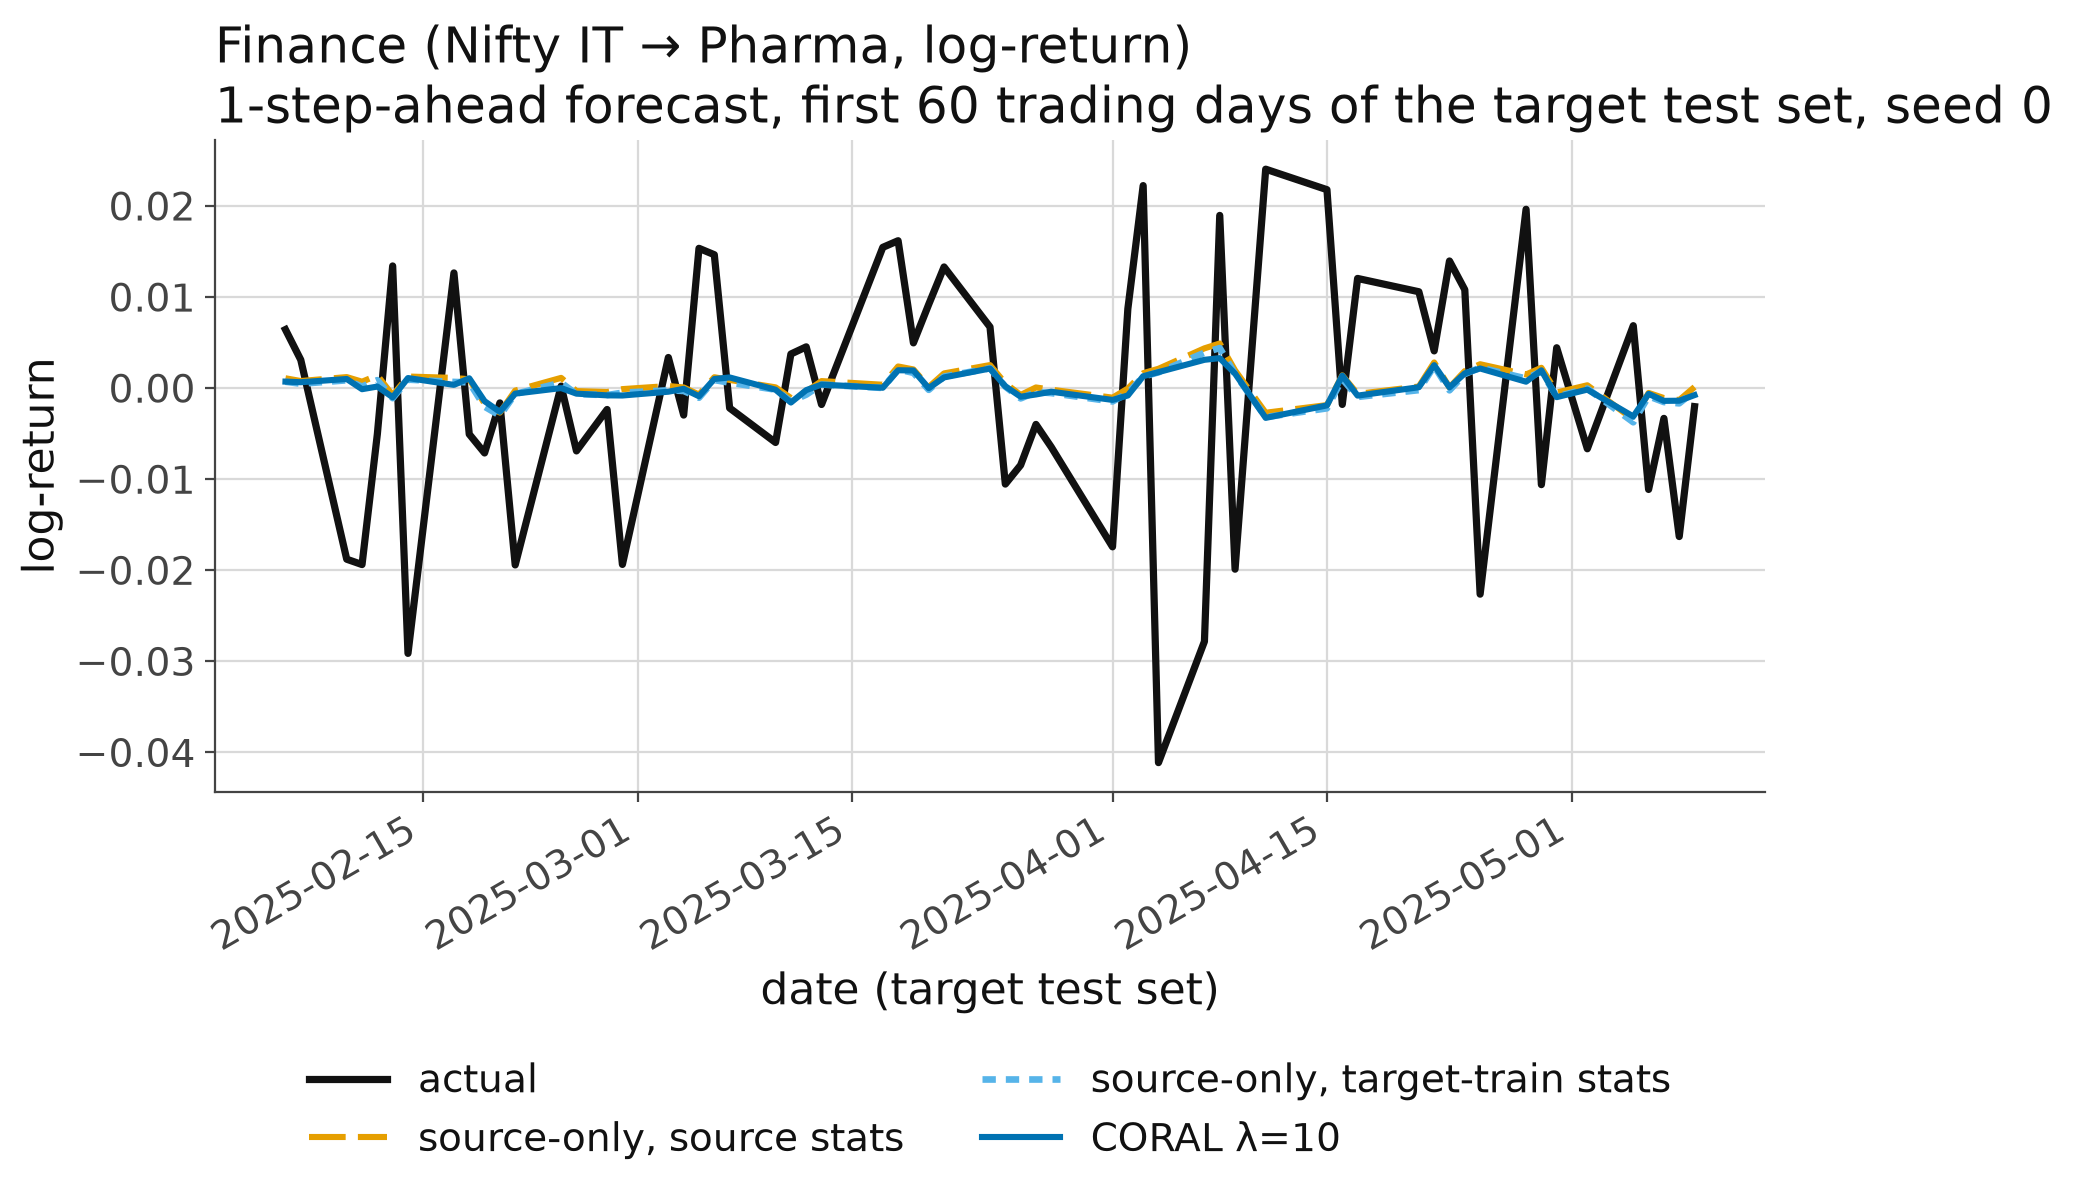 Finance (Nifty IT → Pharma, log-return)
1-step-ahead forecast, first 60 trading days of the target test set, seed 0
log-return
0.02
0.01
0.00
−0.01
−0.02
−0.03
−0.04
2025-02-15
2025-03-01
2025-03-15
2025-04-01
2025-04-15
2025-05-01
date (target test set)
actual
source-only, source stats
source-only, target-train stats
CORAL λ=10